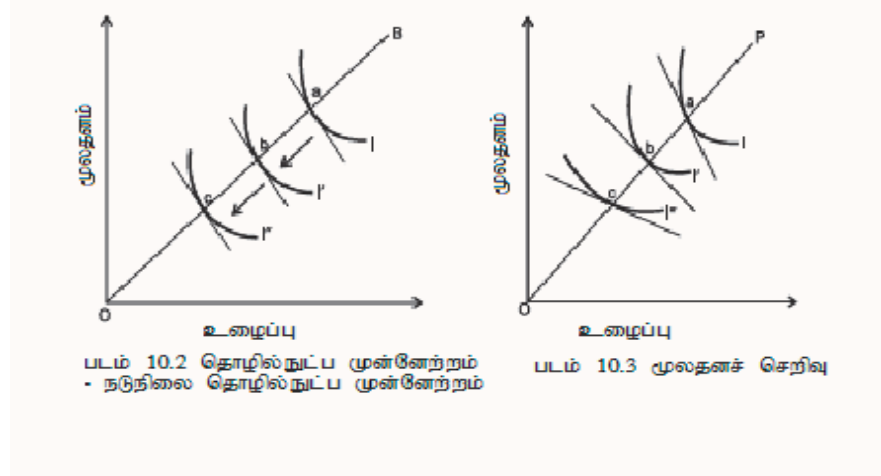 B
a
b
c
I
I'
I"
மூலதனம்
O
உழைப்பு
படம் 10.2 தொழில்நுட்ப முன்னேற்றம்
- நடுநிலை தொழில்நுட்ப முன்னேற்றம்
P
a
b
c
I
I'
I"
மூலதனம்
O
உழைப்பு
படம் 10.3 மூலதனச் செறிவு